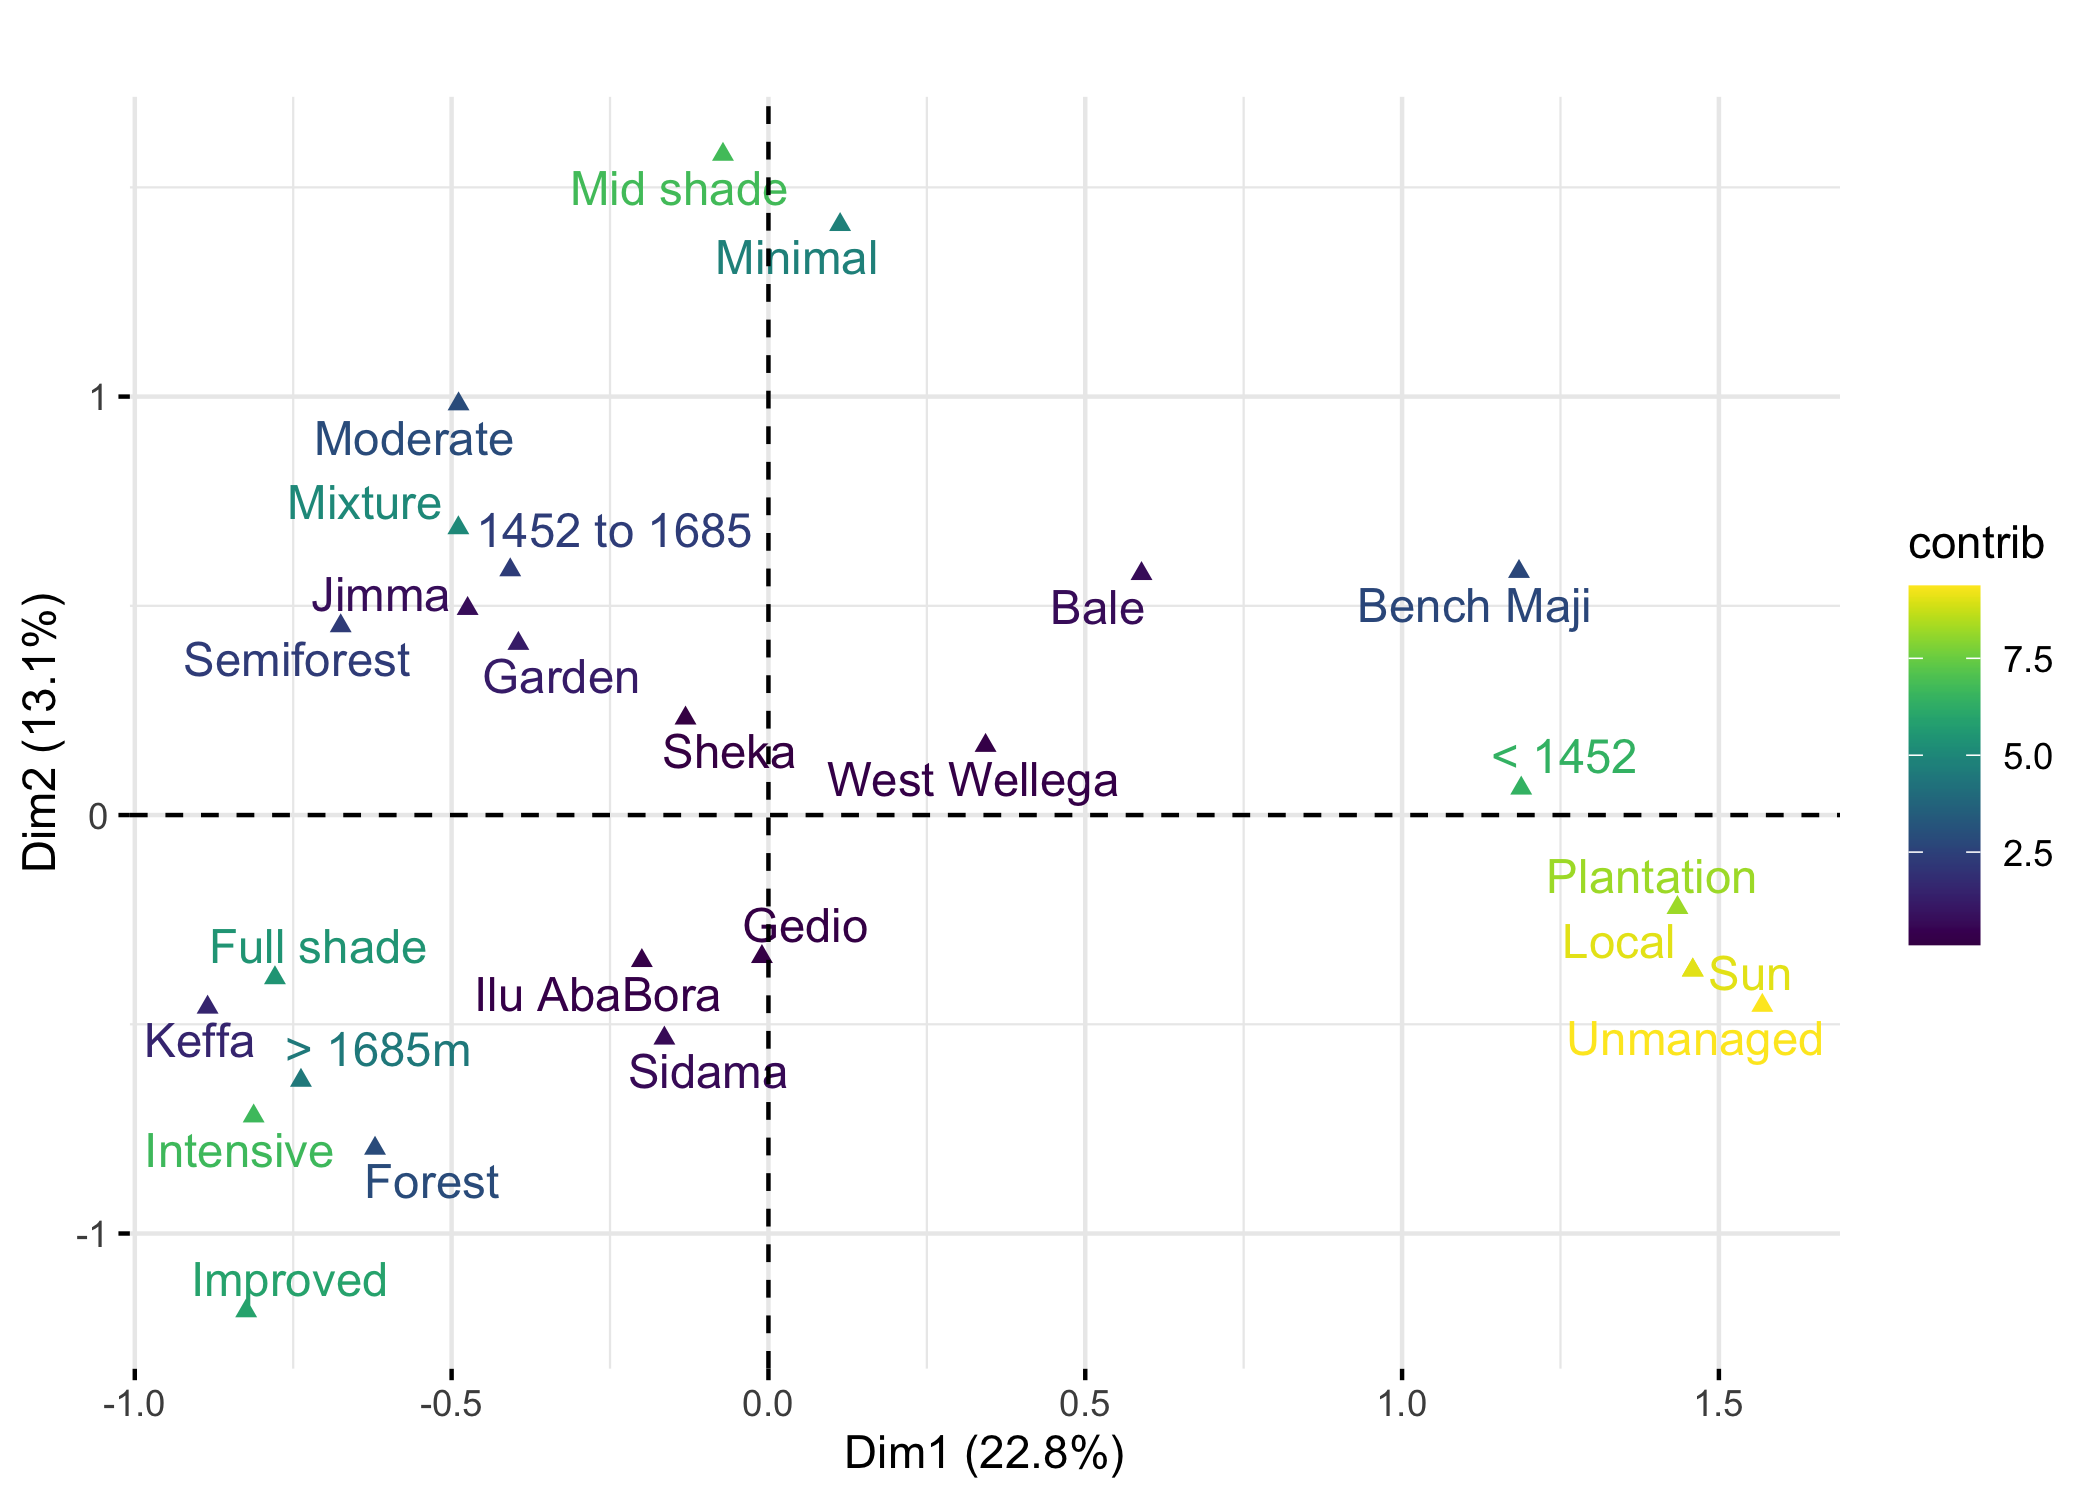 Mid shade
Minimal
1
Moderate
Mixture
1452 to 1685
contrib
Jimma
Bale
Bench Maji
Semiforest
Garden
7.5
Sheka
West Wellega
< 1452
5.0
Dim2 (13.1%)
0
2.5
Plantation
Gedio
Full shade
Local
Ilu AbaBora
Sun
Keffa
> 1685m
Sidama
Unmanaged
Intensive
Forest
-1
Improved
-1.0 -0.5 0.0 0.5 1.0 1.5
Dim1 (22.8%)